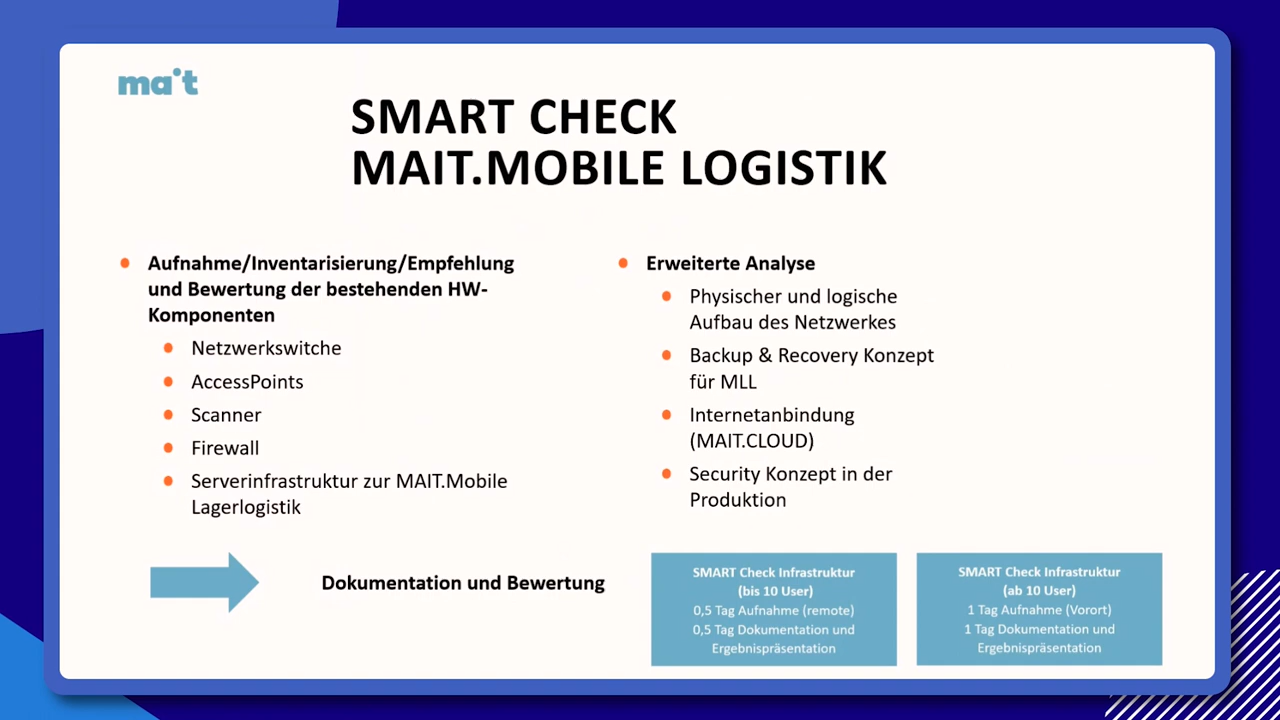 ma°t
SMART CHECK
MAIT.MOBILE LOGISTIK
Aufnahme/Inventarisierung/Empfehlung
und Bewertung der bestehenden HW-
Komponenten
Netzwerkswitche
AccessPoints
Scanner
Firewall
Serverinfrastruktur zur MAIT.Mobile
Lagerlogistik
Erweiterte Analyse
Physischer und logische
Aufbau des Netzwerkes
Backup & Recovery Konzept
für MLL
Internetanbindung
(MAIT.CLOUD)
Security Konzept in der
Produktion
Dokumentation und Bewertung
SMART Check Infrastruktur
(bis 10 User)
0,5 Tag Aufnahme (remote)
0,5 Tag Dokumentation und
Ergebnispräsentation
SMART Check Infrastruktur
(ab 10 User)
1 Tag Aufnahme (Vorort)
1 Tag Dokumentation und
Ergebnispräsentation